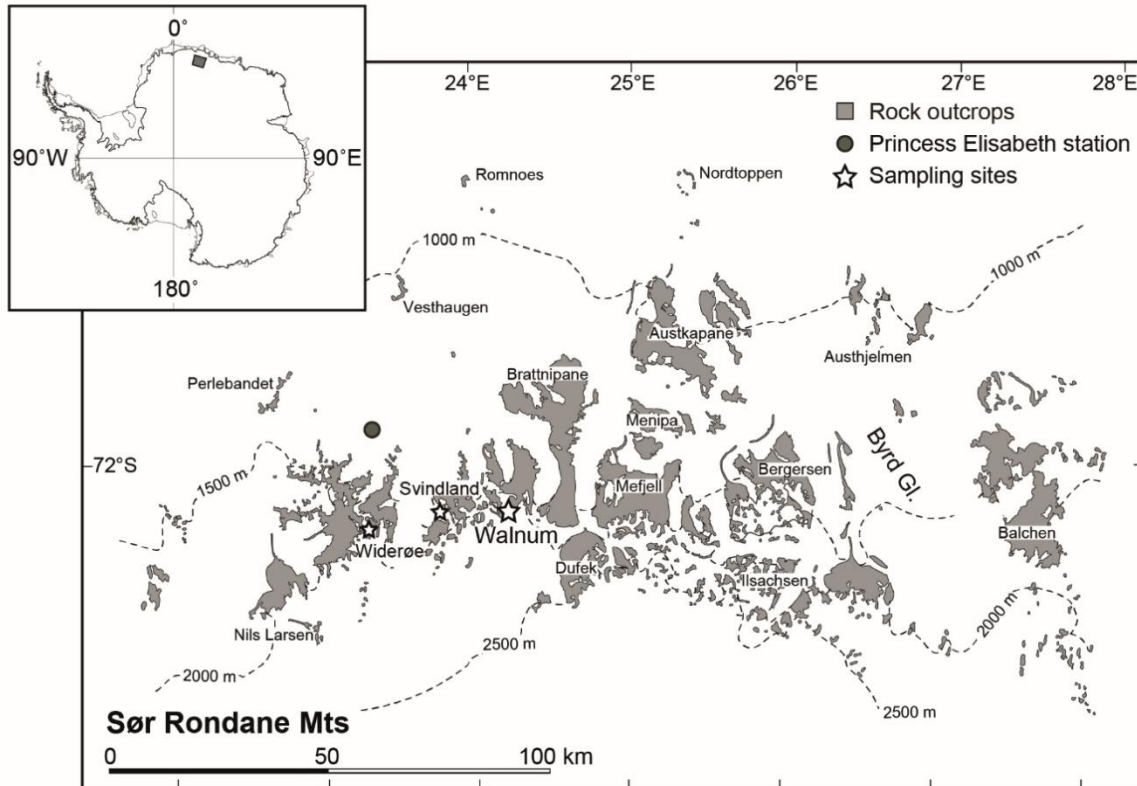 0°
90°W
90°E
180°
24°E
25°E
26°E
27°E
28°E
Rock outcrops
Princess Elisabeth station
Sampling sites
Romnoes
Nordtoppen
1000 m
1000 m
Vesthaugen
Austkapane
Austhjelmen
Perlebandet
Brattnipane
Menipa
72°S
1500 m
Svindland
Mefjell
Bergersen
Byrd Gl.
Widerøe
Walnum
Balchen
Dufek
Ilsachsen
Nils Larsen
2500 m
2000 m
2000 m
2500 m
Sør Rondane Mts
0 50 100 km